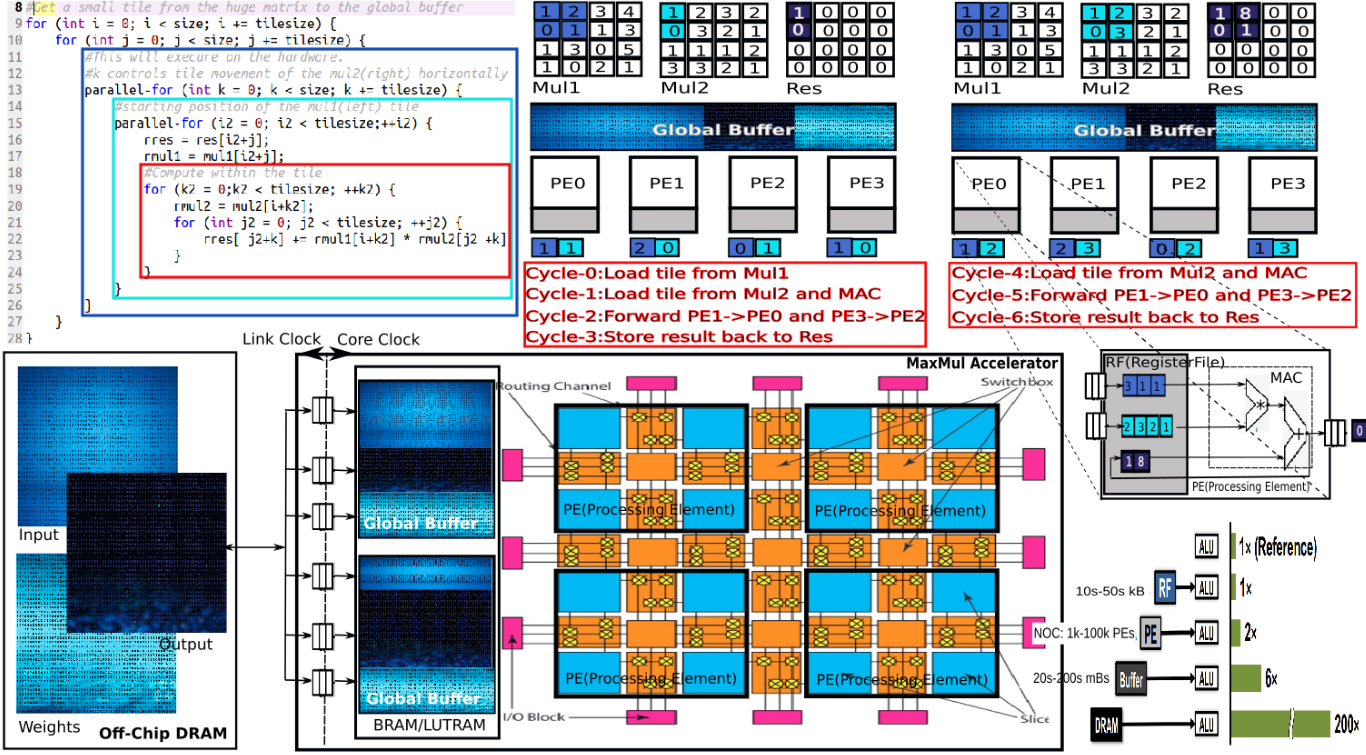 8 #Get a small tile from the huge matrix to the global buffer
9 for (int i = 0; i < size; i += tilesize) {
10 for (int j = 0; j < size; j += tilesize) {
11 #This will execure on the hardware.
12 #k controls tile movement of the mul2(right) horizontally
13 parallel-for (int k = 0; k < size; k += tilesize) {
14 #starting position of the mul1(left) tile
15 parallel-for (i2 = 0; i2 < tilesize;++i2) {
16 rres = res[i2+j];
17 rmul1 = mul1[i2+j];
18 #Compute within the tile
19 for (k2 = 0;k2 < tilesize; ++k2) {
20 rmul2 = mul2[i+k2];
21 for (int j2 = 0; j2 < tilesize; ++j2) {
22 rres[ j2+k] += rmul1[i+k2] * rmul2[j2 +k]
23 }
24 }
25 }
26 }
27 }
28 }
1 2 3 4
0 1 1 3
1 3 0 5
1 0 2 1
Mul1
1 2 3 2
0 3 2 1
1 1 1 2
3 3 2 1
Mul2
1 0 0 0
0 0 0 0
0 0 0 0
0 0 0 0
Res
Global Buffer
PE0 PE1 PE2 PE3
1 1 2 0 0 1 1 0
Cycle-0:Load tile from Mul1
Cycle-1:Load tile from Mul2 and MAC
Cycle-2:Forward PE1->PE0 and PE3->PE2
Cycle-3:Store result back to Res
1 2 3 4
0 1 1 3
1 3 0 5
1 0 2 1
Mul1
1 2 3 2
0 3 2 1
1 1 1 2
3 3 2 1
Mul2
1 8 0 0
0 1 0 0
0 0 0 0
0 0 0 0
Res
Global Buffer
PE0 PE1 PE2 PE3
1 2 2 3 0 2 1 3
Cycle-4:Load tile from Mul2 and MAC
Cycle-5:Forward PE1->PE0 and PE3->PE2
Cycle-6:Store result back to Res
Input
Output
Weights
Off-Chip DRAM
Link Clock
Core Clock
MaxMul Accelerator
Global Buffer
Global Buffer
BRAM/LUTRAM
Routing Channel
Switchbox
PE(Processing Element)
PE(Processing Element)
PE(Processing Element)
PE(Processing Element)
I/O Block
Slice
RF(RegisterFile)
MAC
3 1 1
2 3 2 1
1 8
*
+
0
PE(Processing Element)
ALU 1x (Reference)
10s-50s kB RF ALU 1x
NOC: 1k-100k PEs, PE ALU 2x
20s-200s mBs Buffer ALU 6x
DRAM ALU 200x